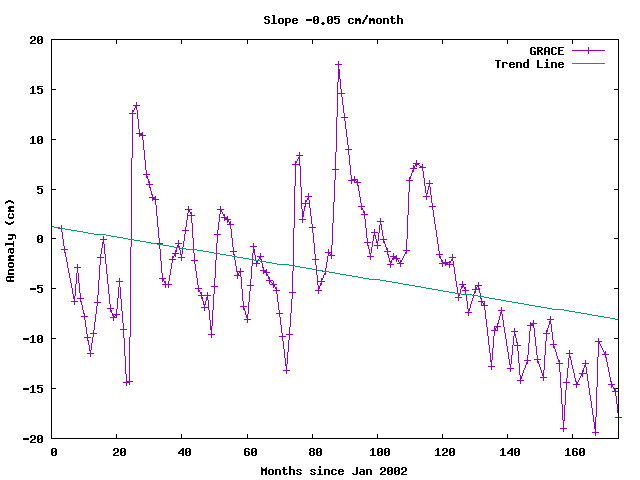 Slope -0.05 cm/month
GRACE
Trend Line
20
15
10
5
0
-5
-10
-15
-20
Anomaly (cm)
0 20 40 60 80 100 120 140 160
Months since Jan 2002